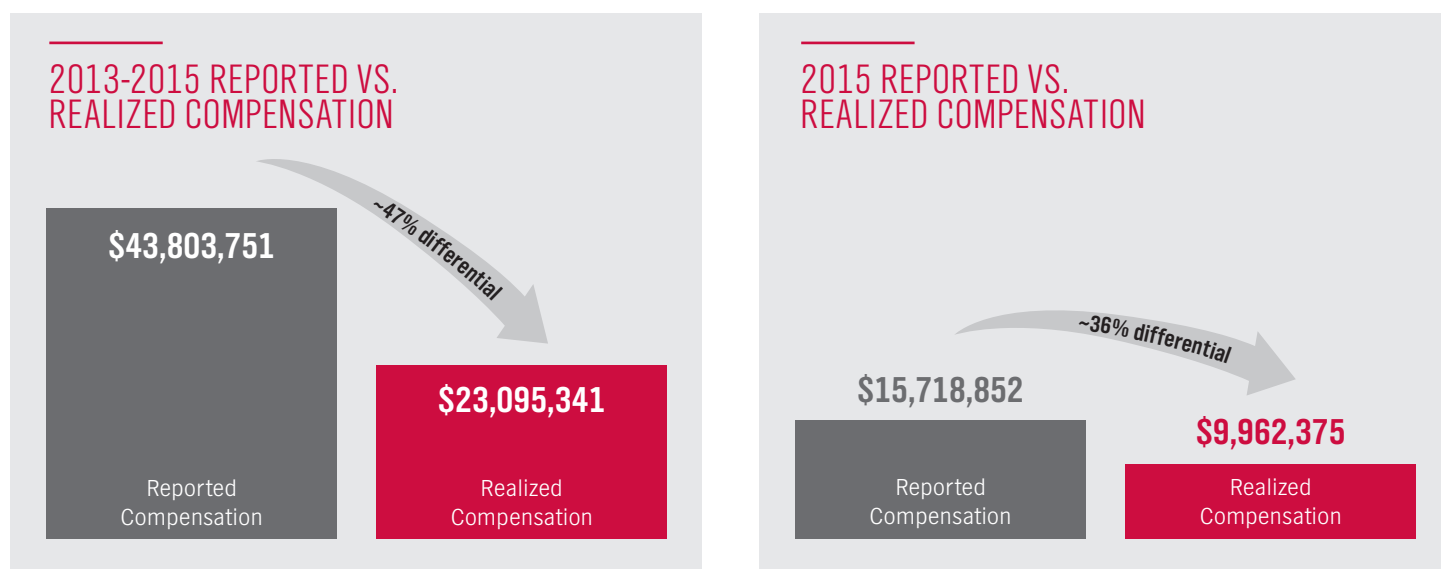 2013-2015 REPORTED VS.
REALIZED COMPENSATION
~47% differential
$43,803,751
Reported
Compensation
$23,095,341
Realized
Compensation
2015 REPORTED VS.
REALIZED COMPENSATION
~36% differential
$15,718,852
Reported
Compensation
$9,962,375
Realized
Compensation